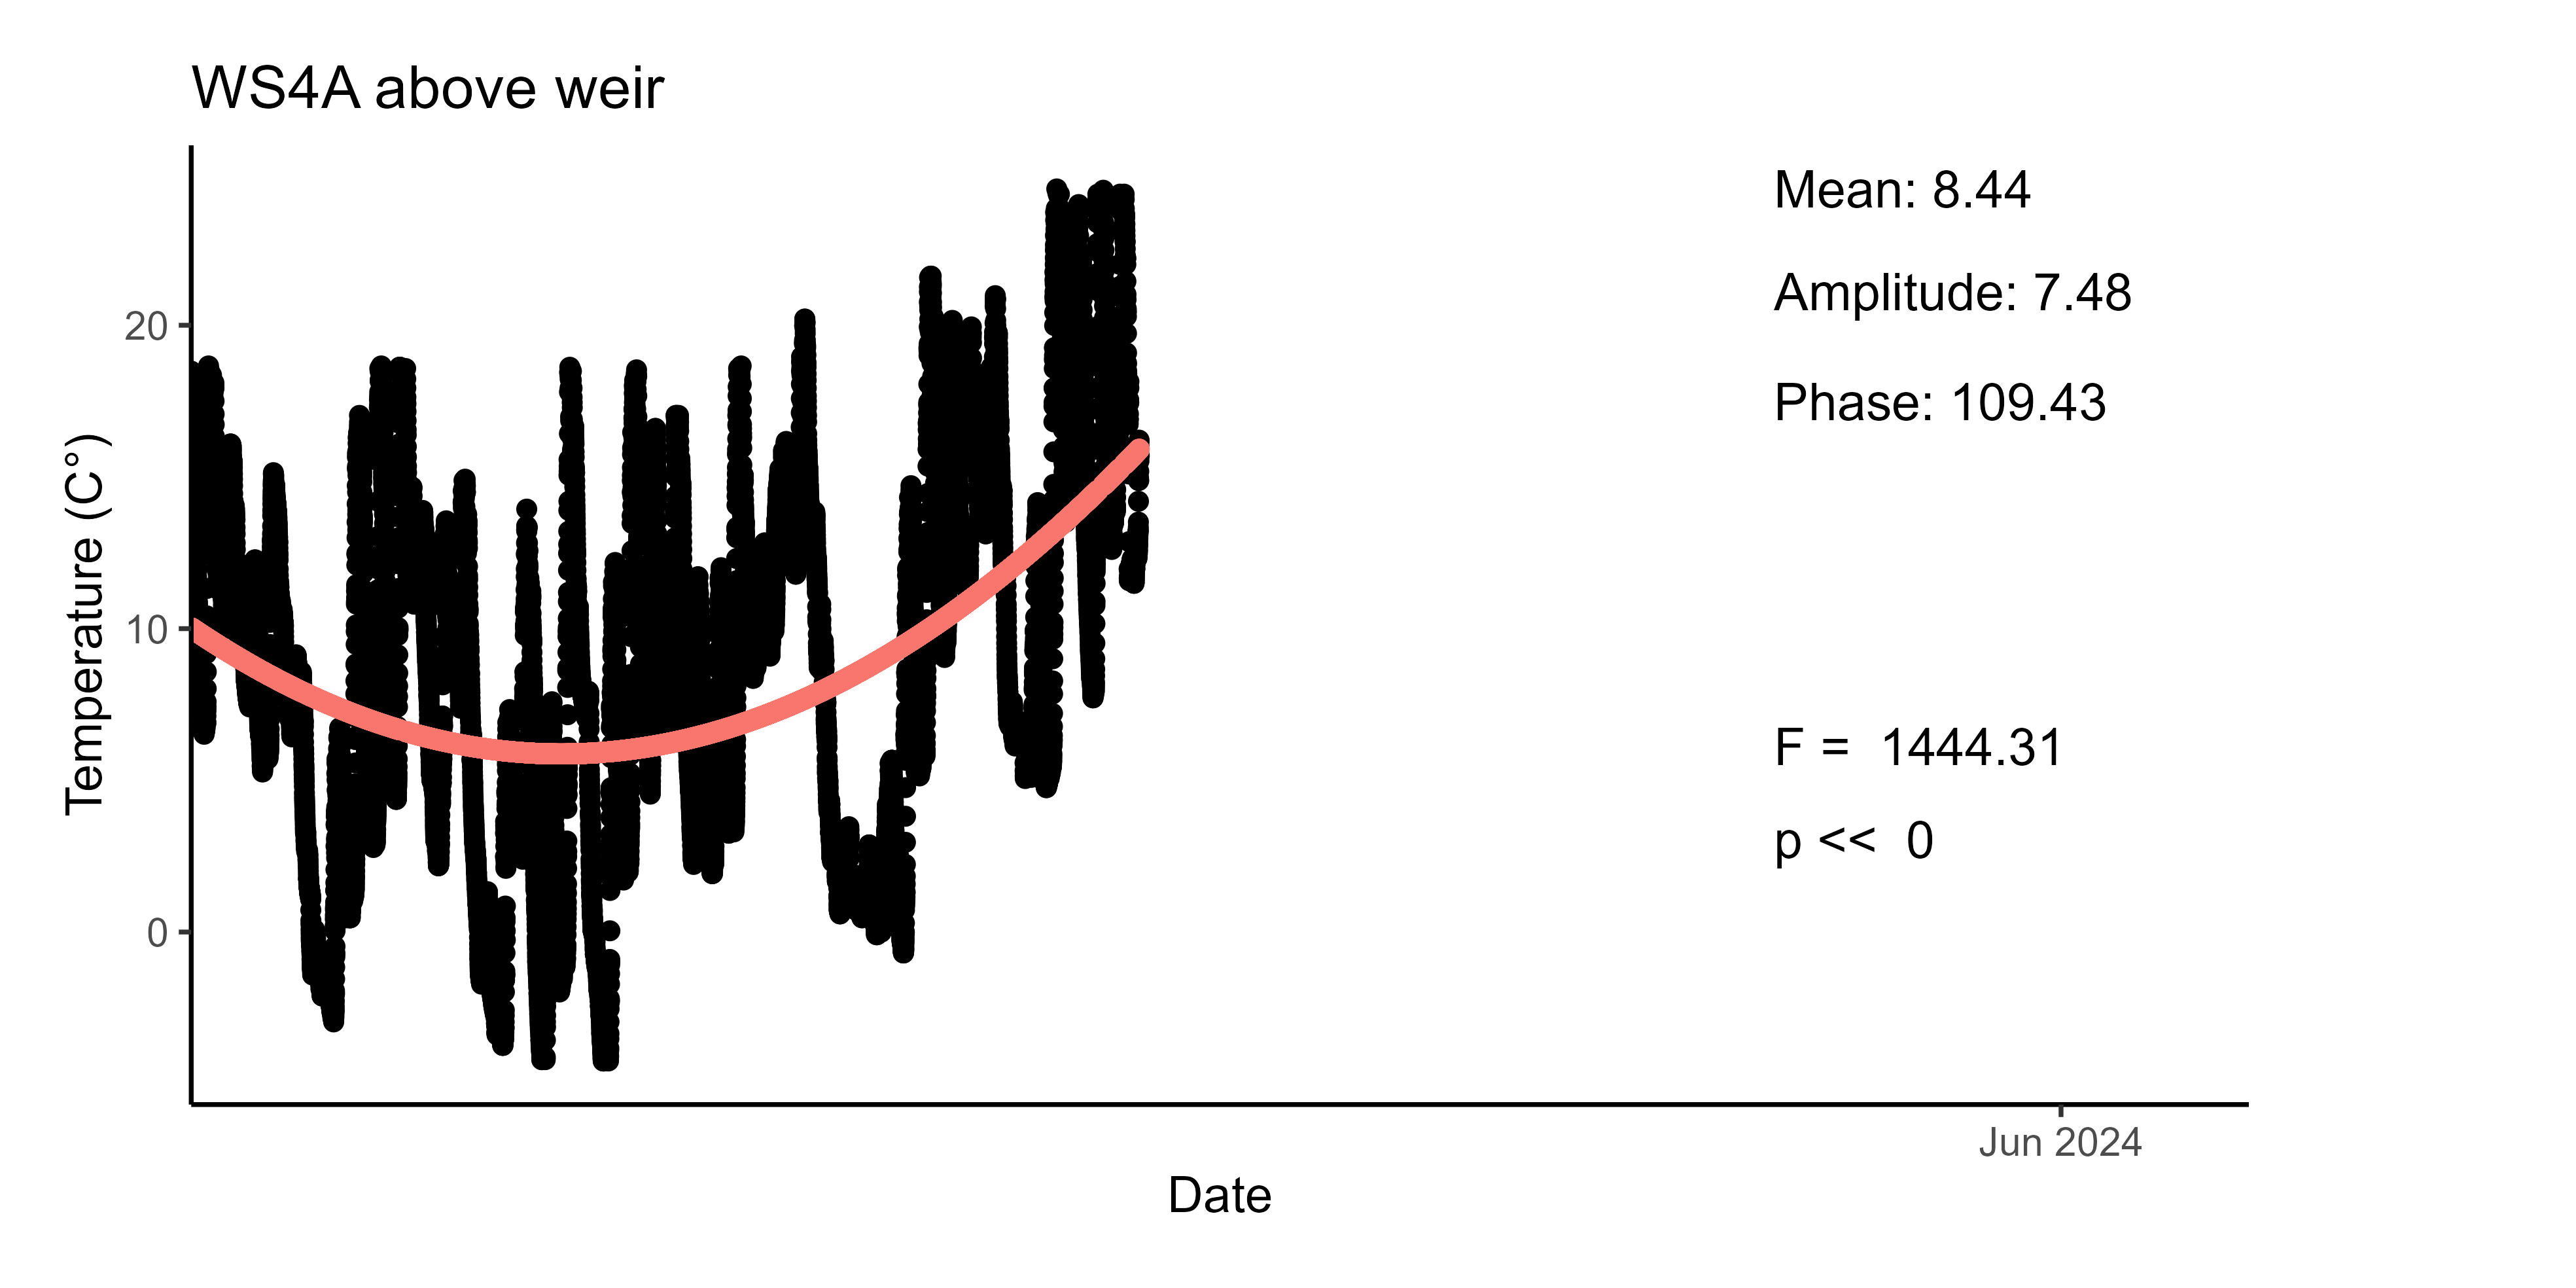 WS4A above weir
Mean: 8.44
Amplitude: 7.48
Phase: 109.43
F =  1444.31
p <<  0
20
10
0
Temperature (C°)
Jun 2024
Date